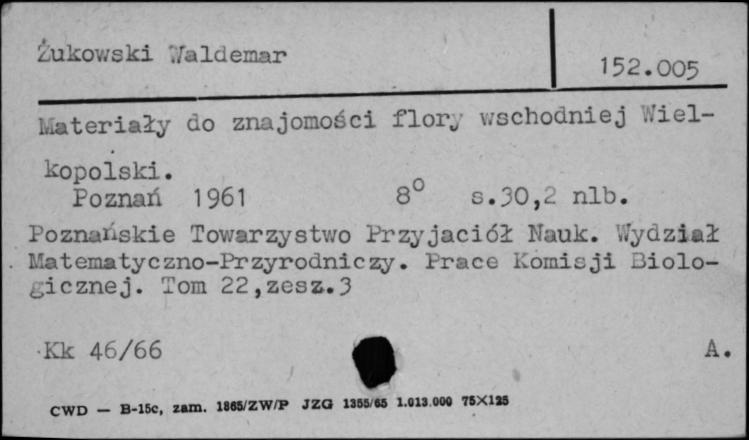 Żukowski Waldemar
152.005
Materiały do znajomości flory wschodniej Wiel-
kopolski.
Poznań 1961 8° s.30,2 nlb.
Poznańskie Towarzystwo Przyjaciół Nauk. Wydział
Matematyczno-Przyrodniczy. Prace Komisji Biolo-
gicznej. Tom 22,zesz.3
Kk 46/66 A.
CWD — B-15c, zam. 1865/ZW/P JZG 1355/65 1.013.000 75×125